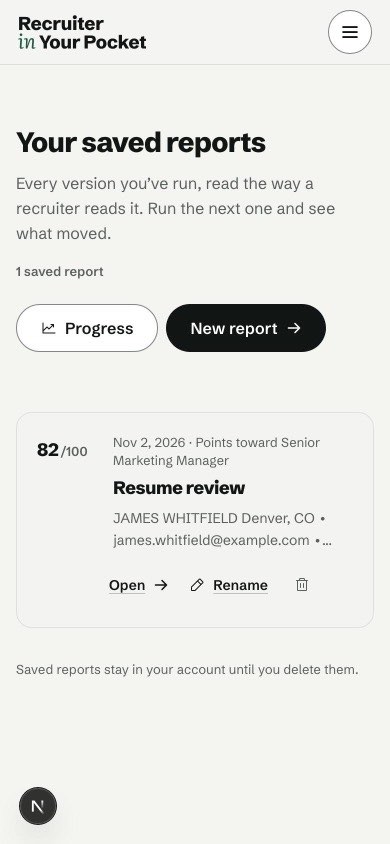 Recruiter
in Your Pocket
Your saved reports
Every version you’ve run, read the way a
recruiter reads it. Run the next one and see
what moved.
1 saved report
Progress
New report →
82/100
Nov 2, 2026 · Points toward Senior
Marketing Manager
Resume review
JAMES WHITFIELD Denver, CO •
james.whitfield@example.com •...
Open →
Rename
Saved reports stay in your account until you delete them.
N